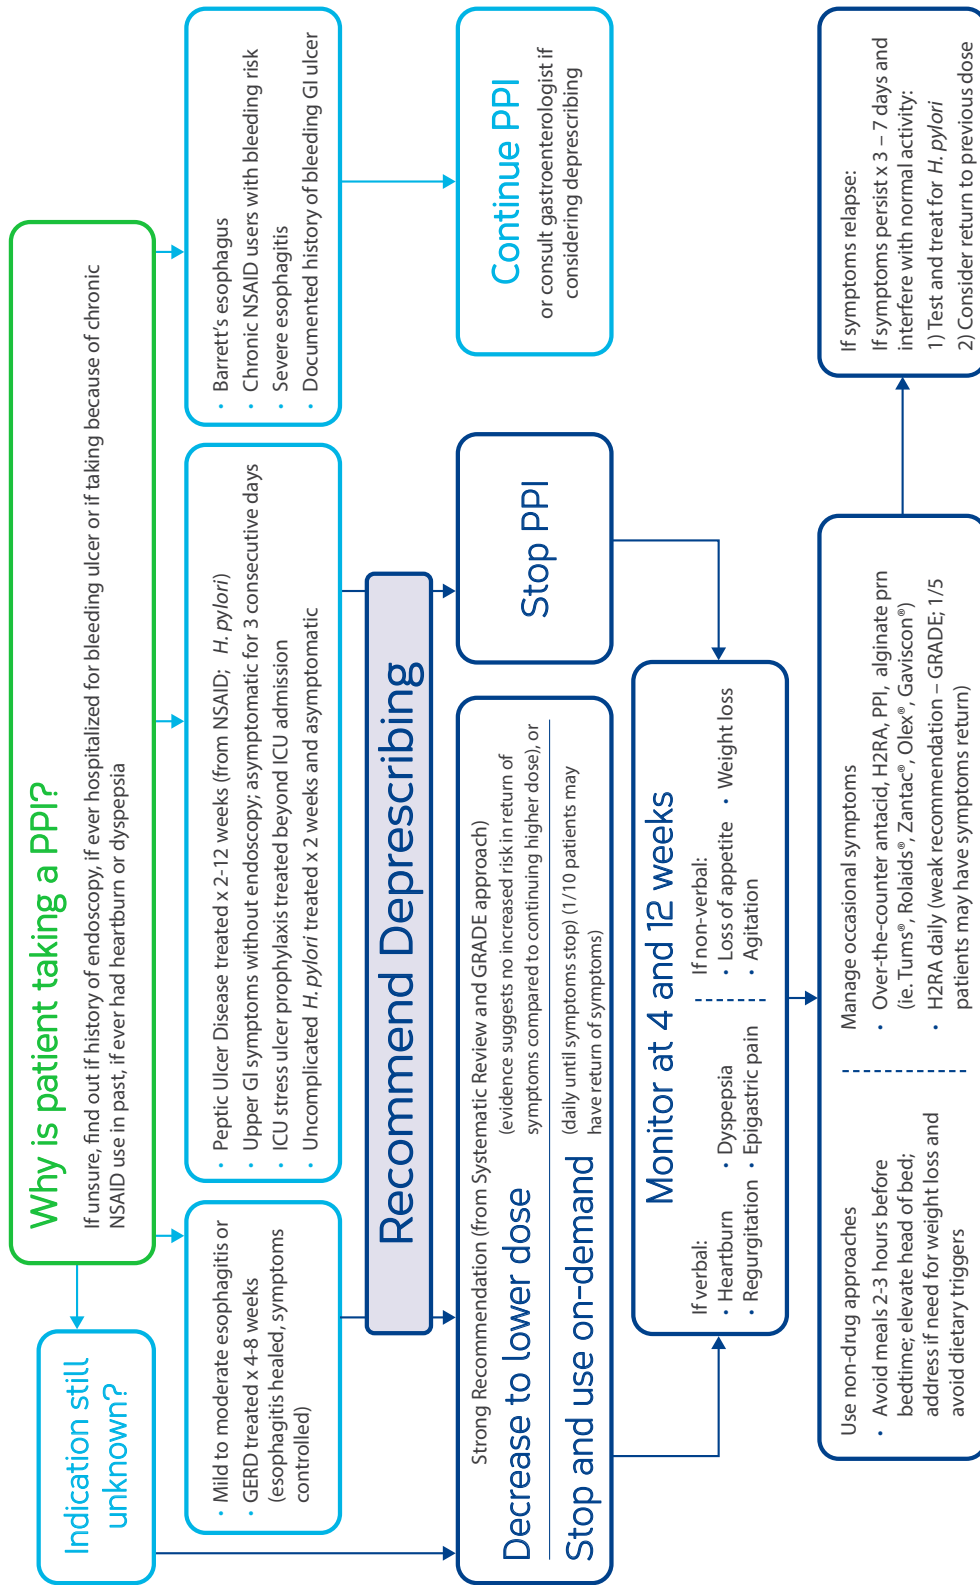 Why is patient taking a PPI?
If unsure, find out if history of endoscopy, if ever hospitalized for bleeding ulcer or if taking because of chronic
NSAID use in past, if ever had heartburn or dyspepsia
Indication still
unknown?
• Mild to moderate esophagitis or
• GERD treated x 4-8 weeks
(esophagitis healed, symptoms
controlled)
• Peptic Ulcer Disease treated x 2-12 weeks (from NSAID; H. pylori)
• Upper GI symptoms without endoscopy; asymptomatic for 3 consecutive days
• ICU stress ulcer prophylaxis treated beyond ICU admission
• Uncomplicated H. pylori treated x 2 weeks and asymptomatic
• Barrett's esophagus
• Chronic NSAID users with bleeding risk
• Severe esophagitis
• Documented history of bleeding GI ulcer
Recommend Deprescribing
Strong Recommendation (from Systematic Review and GRADE approach)
Decrease to lower dose
(evidence suggests no increased risk in return of
symptoms compared to continuing higher dose), or
Stop and use on-demand
(daily until symptoms stop) (1/10 patients may
have return of symptoms)
Stop PPI
Continue PPI
or consult gastroenterologist if
considering deprescribing
Monitor at 4 and 12 weeks
If verbal:
• Heartburn • Dyspepsia
• Regurgitation • Epigastric pain
If non-verbal:
• Loss of appetite • Weight loss
• Agitation
Use non-drug approaches
• Avoid meals 2-3 hours before
bedtime; elevate head of bed;
address if need for weight loss and
avoid dietary triggers
Manage occasional symptoms
• Over-the-counter antacid, H2RA, PPI, alginate prn
(ie. Tums®, Rolaids®, Zantac®, Olex®, Gaviscon®)
• H2RA daily (weak recommendation – GRADE; 1/5
patients may have symptoms return)
If symptoms relapse:
If symptoms persist x 3 – 7 days and
interfere with normal activity:
1) Test and treat for H. pylori
2) Consider return to previous dose